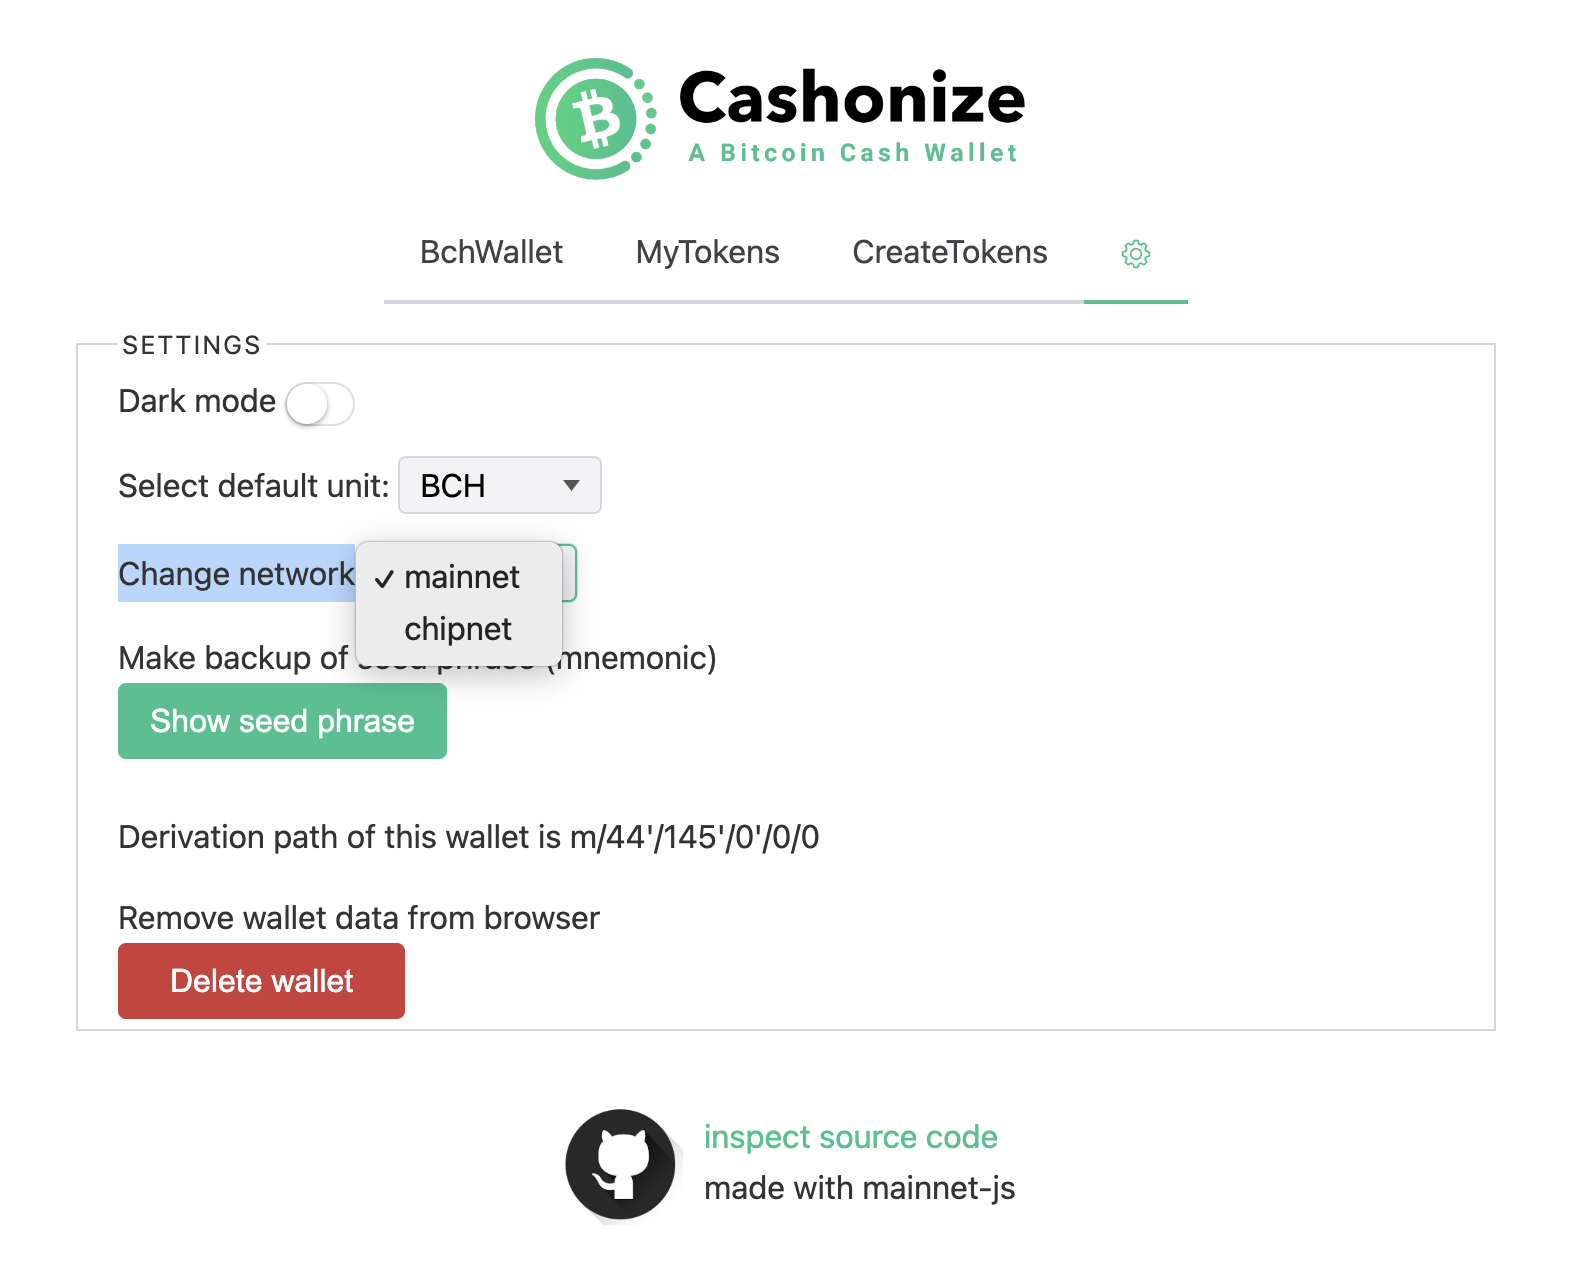 Cashonize
A Bitcoin Cash Wallet
BchWallet MyTokens CreateTokens
SETTINGS
Dark mode
Select default unit: BCH
Change network
✓ mainnet
chipnet
Make backup of seed phrase (mnemonic)
Show seed phrase
Derivation path of this wallet is m/44'/145'/0'/0/0
Remove wallet data from browser
Delete wallet
inspect source code
made with mainnet-js